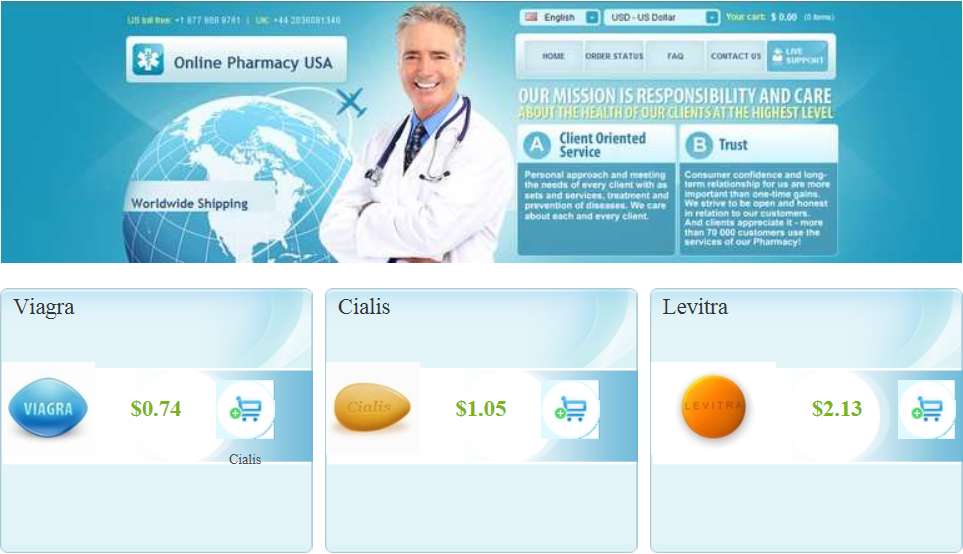 US toll free: +1 877 888 9761 | UK: +44 2036081340
English
USD - US Dollar
Your cart: $ 0.00 (0 items)
Online Pharmacy USA
HOME
ORDER STATUS
FAQ
CONTACT US
LIVE
SUPPORT
OUR MISSION IS RESPONSIBILITY AND CARE
ABOUT THE HEALTH OF OUR CLIENTS AT THE HIGHEST LEVEL
Worldwide Shipping
A
Client Oriented
Service
Personal approach and meeting
the needs of every client with as
sets and services, treatment and
prevention of diseases. We care
about each and every client.
B
Trust
Consumer confidence and long-
term relationship for us are more
important than one-time gains.
We strive to be open and honest
in relation to our customers.
And clients appreciate it - more
than 70 000 customers use the
services of our Pharmacy!
Viagra
VIAGRA
$0.74
Cialis
Cialis
Cialis
$1.05
Levitra
LEVITRA
$2.13